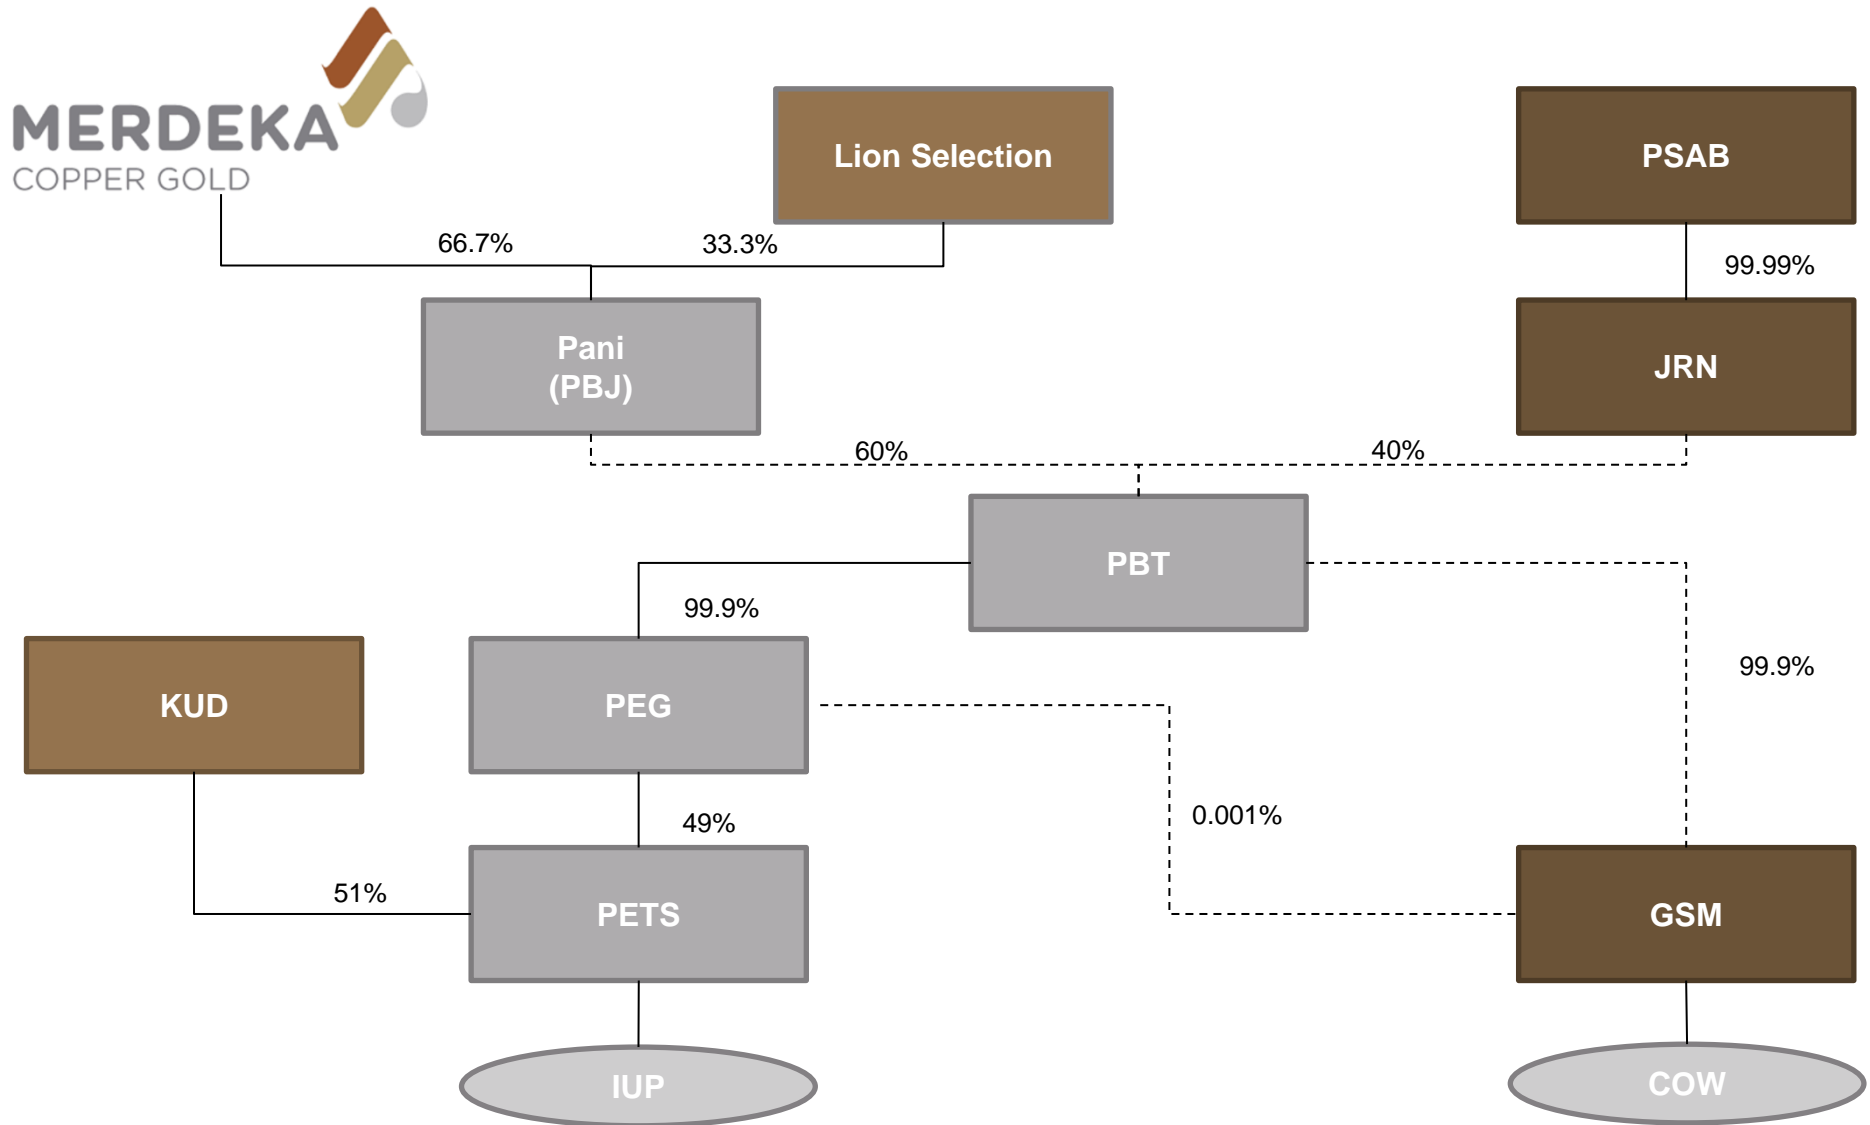 MERDEKA
COPPER GOLD
Lion Selection
PSAB
66.7%
33.3%
99.99%
Pani
(PBJ)
JRN
60%
40%
PBT
99.9%
99.9%
KUD
PEG
0.001%
49%
51%
PETS
GSM
IUP
COW